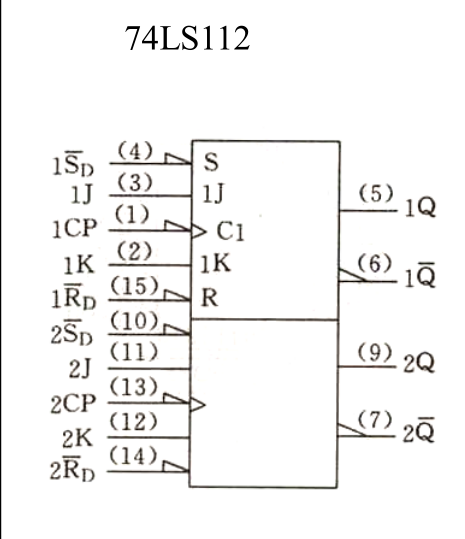 74LS112
1S̅D (4) S
1J (3) 1J (5) 1Q
1CP (1) C1
1K (2) 1K (6) 1Q̅
1R̅D (15) R
2S̅D (10)
2J (11) (9) 2Q
2CP (13)
2K (12) (7) 2Q̅
2R̅D (14)